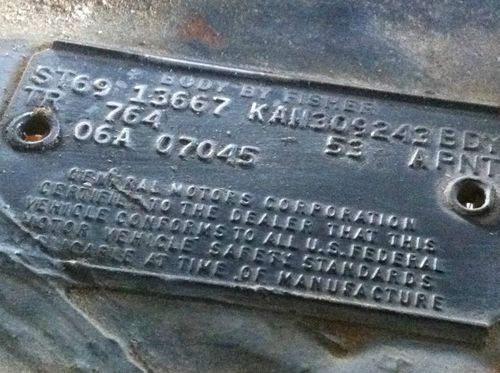 BODY BY FISHER
ST69 13667 KAN309243 BDY
TR 764 53 A PNT
06A 07045
GENERAL MOTORS CORPORATION
CERTIFIES TO THE DEALER THAT THIS
VEHICLE CONFORMS TO ALL U.S. FEDERAL
MOTOR VEHICLE SAFETY STANDARDS
APPLICABLE AT TIME OF MANUFACTURE